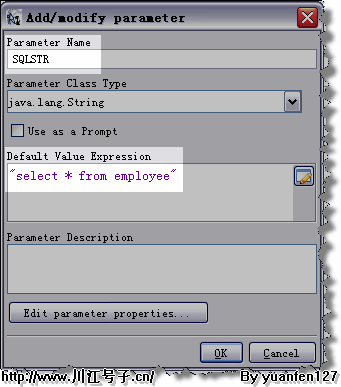 Add/modify parameter
Parameter Name
SQLSTR
Parameter Class Type
java.lang.String
Use as a Prompt
Default Value Expression
"select * from employee"
Parameter Description
Edit parameter properties...
OK Cancel
http://www.川江号子.cn/ By yuanfen127